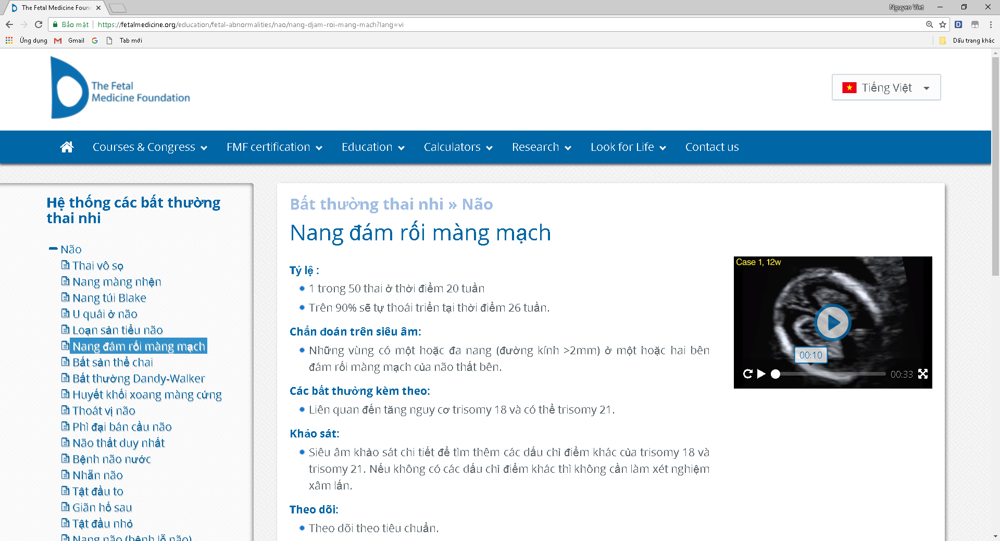 The Fetal Medicine Foun
Nguyen Viet
Bảo mật
https://fetalmedicine.org/education/fetal-abnormalities/nao/nang-djam-roi-mang-mach?lang=vi
Ứng dụng
Gmail
Tab mới
Dấu trang khác
The Fetal
Medicine Foundation
Tiếng Việt
Courses & Congress
FMF certification
Education
Calculators
Research
Look for Life
Contact us
Hệ thống các bất thường
thai nhi
Não
Thai vô sọ
Nang màng nhện
Nang túi Blake
U quái ở não
Loạn sản tiểu não
Nang đám rối màng mạch
Bất sản thể chai
Bất thường Dandy-Walker
Huyết khối xoang màng cứng
Thoát vị não
Phì đại bán cầu não
Não thất duy nhất
Bệnh não nước
Nhẵn não
Tật đầu to
Giãn hố sau
Tật đầu nhỏ
Nang não (bệnh lỗ não)
Bất thường thai nhi » Não
Nang đám rối màng mạch
Tỷ lệ :
1 trong 50 thai ở thời điểm 20 tuần
Trên 90% sẽ tự thoái triển tại thời điểm 26 tuần.
Chẩn đoán trên siêu âm:
Những vùng có một hoặc đa nang (đường kính >2mm) ở một hoặc hai bên
đám rối màng mạch của não thất bên.
Các bất thường kèm theo:
Liên quan đến tăng nguy cơ trisomy 18 và có thể trisomy 21.
Khảo sát:
Siêu âm khảo sát chi tiết để tìm thêm các dấu chỉ điểm khác của trisomy 18 và
trisomy 21. Nếu không có các dấu chỉ điểm khác thì không cần làm xét nghiệm
xâm lấn.
Theo dõi:
Theo dõi theo tiêu chuẩn.
Case 1, 12w
00:10
00:33